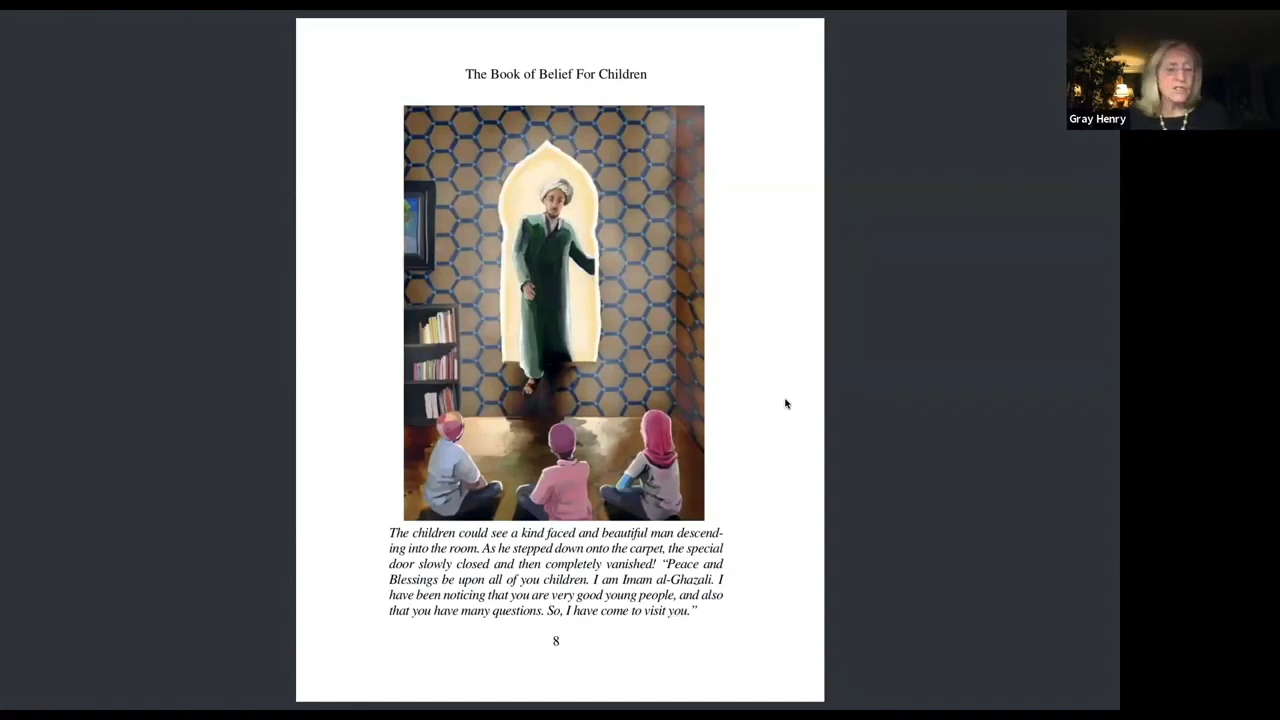 The Book of Belief For Children
Gray Henry
The children could see a kind faced and beautiful man descend-
ing into the room. As he stepped down onto the carpet, the special
door slowly closed and then completely vanished! “Peace and
Blessings be upon all of you children. I am Imam al-Ghazali. I
have been noticing that you are very good young people, and also
that you have many questions. So, I have come to visit you.”
8